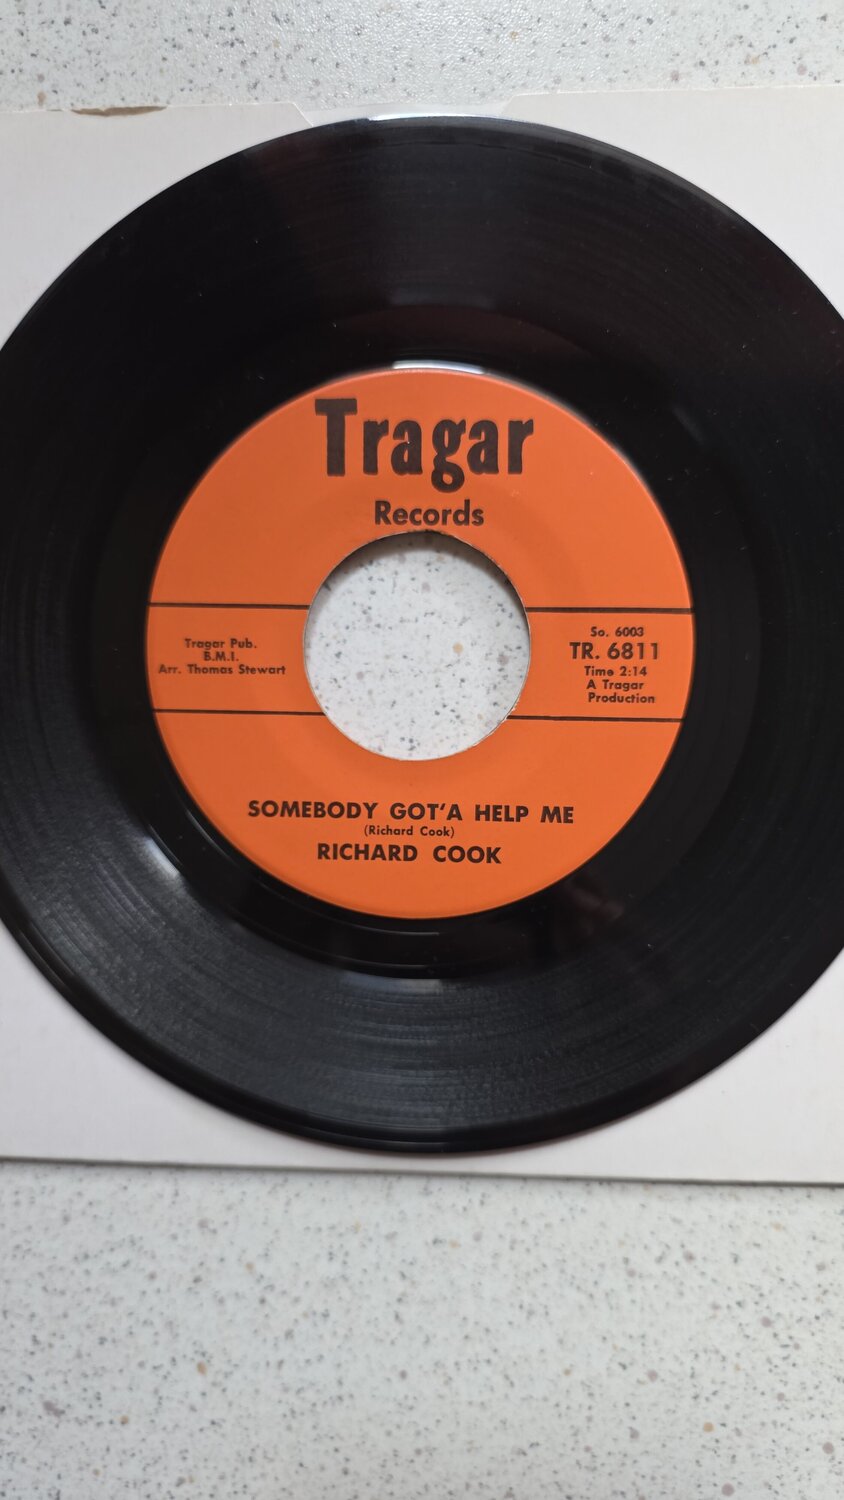 Tragar
Records
Tragar Pub.
B.M.I.
Arr. Thomas Stewart
So. 6003
TR. 6811
Time 2:14
A Tragar
Production
SOMEBODY GOT'A HELP ME
(Richard Cook)
RICHARD COOK